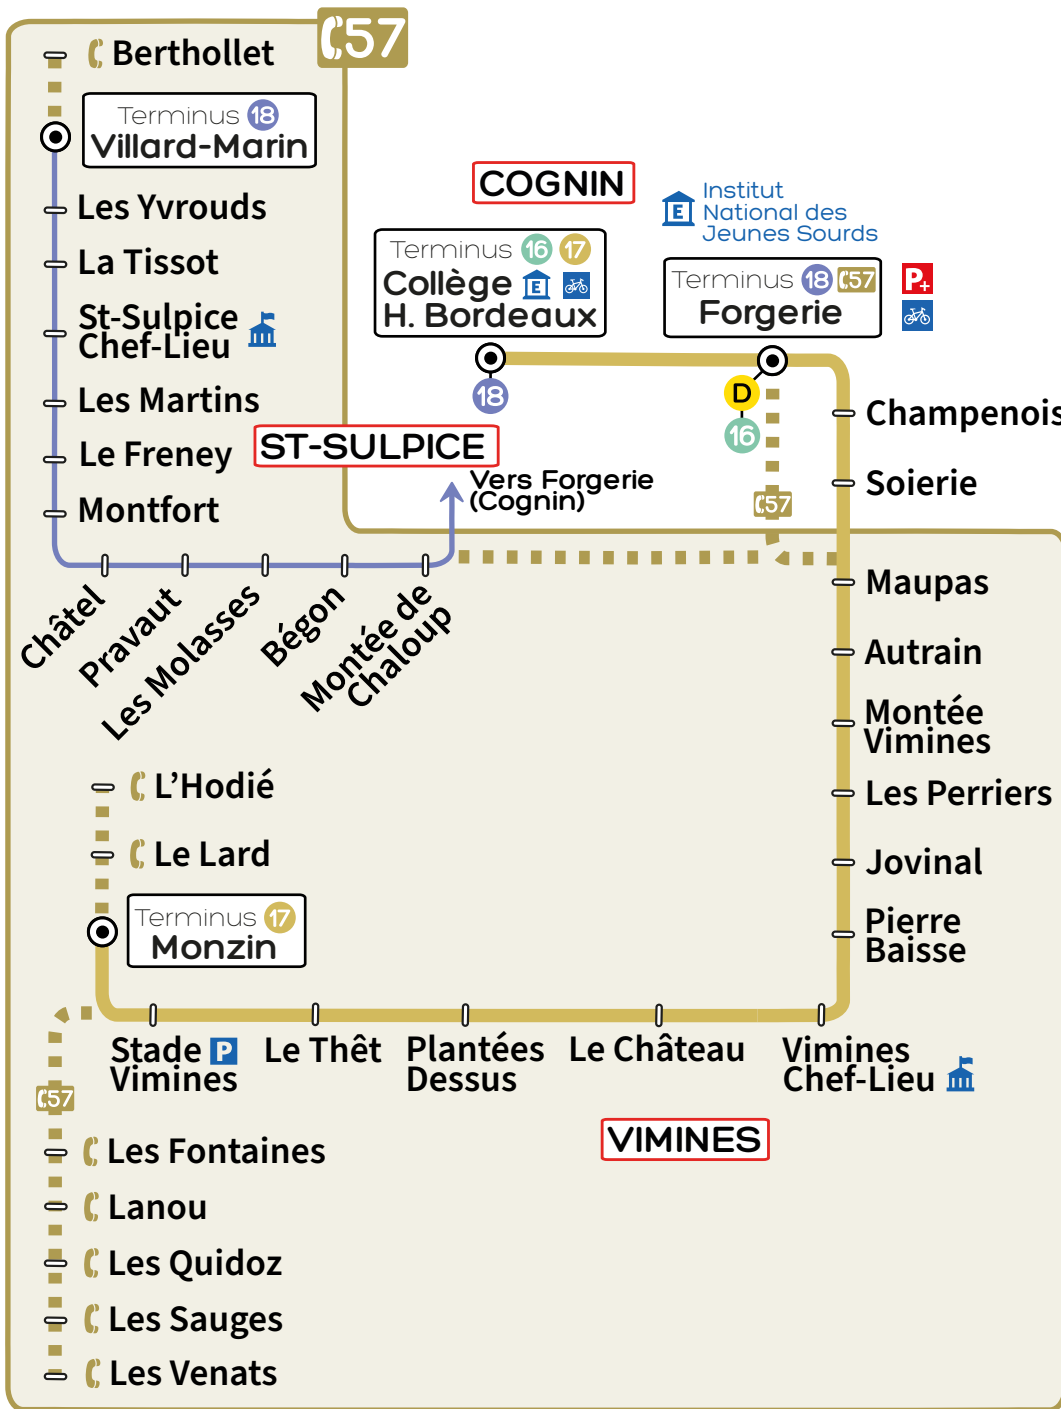 57
Berthollet
Terminus 18
Villard-Marin
Les Yvrouds
La Tissot
St-Sulpice
Chef-Lieu
Les Martins
Le Freney
Montfort
Châtel
Pravaut
Les Molasses
Bégon
Montée de
Chaloup
ST-SULPICE
Vers Forgerie
(Cognin)
COGNIN
Terminus 16 17
Collège E
H. Bordeaux
18
E
Institut
National des
Jeunes Sourds
Terminus 18 57
Forgerie
P+
D
16
57
Champenois
Soierie
Maupas
Autrain
Montée
Vimines
Les Perriers
Jovinal
Pierre
Baisse
L'Hodié
Le Lard
Terminus 17
Monzin
Stade P
Vimines
Le Thêt
Plantées
Dessus
Le Château
Vimines
Chef-Lieu
VIMINES
57
Les Fontaines
Lanou
Les Quidoz
Les Sauges
Les Venats